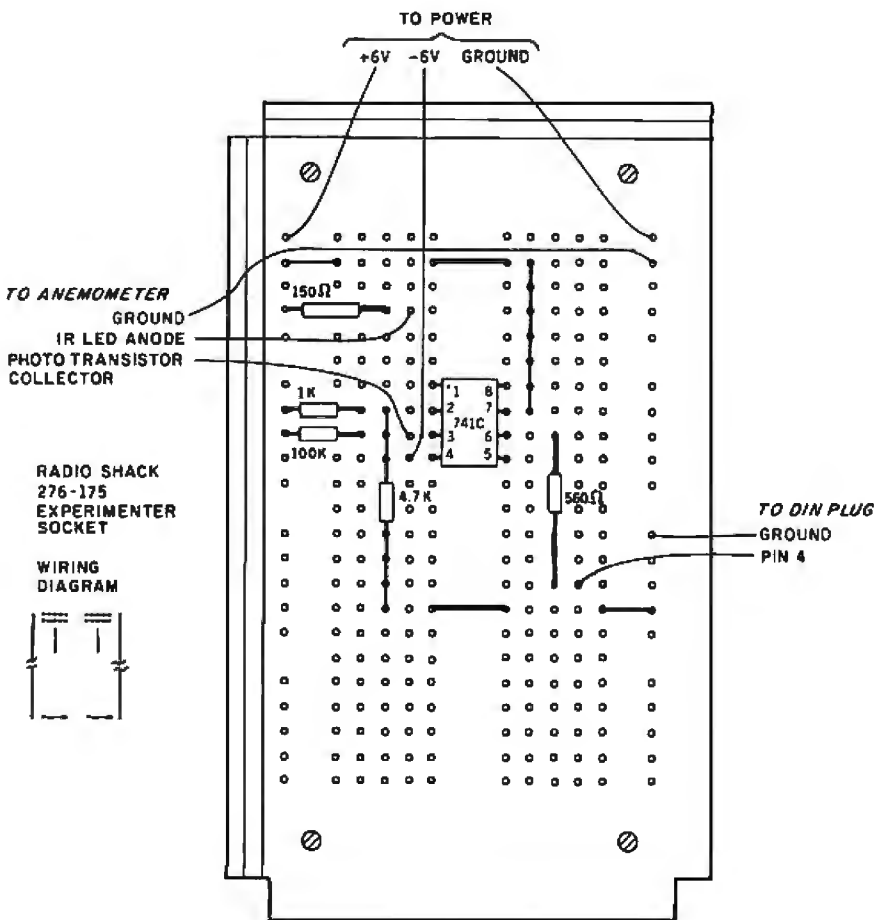 TO POWER
+6V -6V GROUND
TO ANEMOMETER
GROUND
IR LED ANODE
PHOTO TRANSISTOR
COLLECTOR
150Ω
1K
100K
4.7K
1 8
2 7
741C
3 6
4 5
560Ω
RADIO SHACK
276-175
EXPERIMENTER
SOCKET
WIRING
DIAGRAM
TO DIN PLUG
GROUND
PIN 4